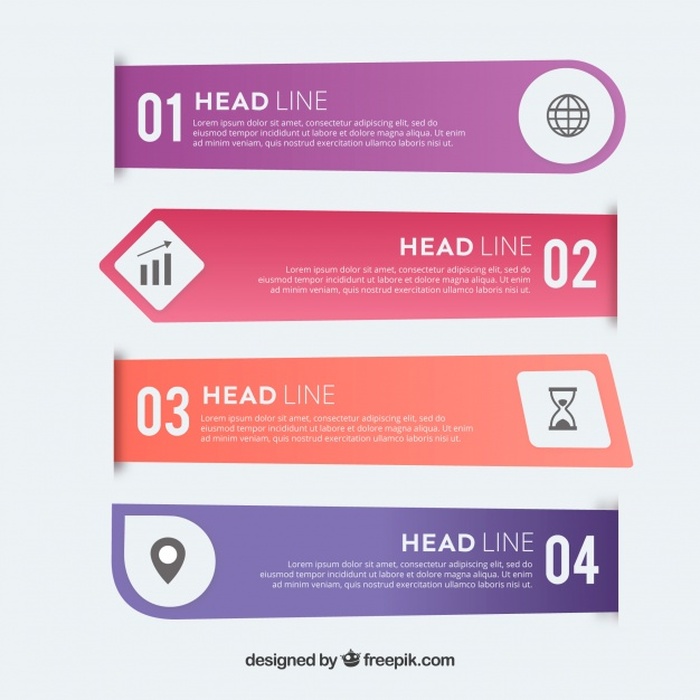 01
HEAD LINE
Lorem ipsum dolor sit amet, consectetur adipiscing elit, sed do
eiusmod tempor incididunt ut labore et dolore magna aliqua. Ut enim
ad minim veniam, quis nostrud exercitation ullamco laboris nisi ut.
HEAD LINE
02
Lorem ipsum dolor sit amet, consectetur adipiscing elit, sed do
eiusmod tempor incididunt ut labore et dolore magna aliqua. Ut enim
ad minim veniam, quis nostrud exercitation ullamco laboris nisi ut.
03
HEAD LINE
Lorem ipsum dolor sit amet, consectetur adipiscing elit, sed do
eiusmod tempor incididunt ut labore et dolore magna aliqua. Ut enim
ad minim veniam, quis nostrud exercitation ullamco laboris nisi ut.
HEAD LINE
04
Lorem ipsum dolor sit amet, consectetur adipiscing elit, sed do
eiusmod tempor incididunt ut labore et dolore magna aliqua. Ut enim
ad minim veniam, quis nostrud exercitation ullamco laboris nisi ut.
designed by freepik.com